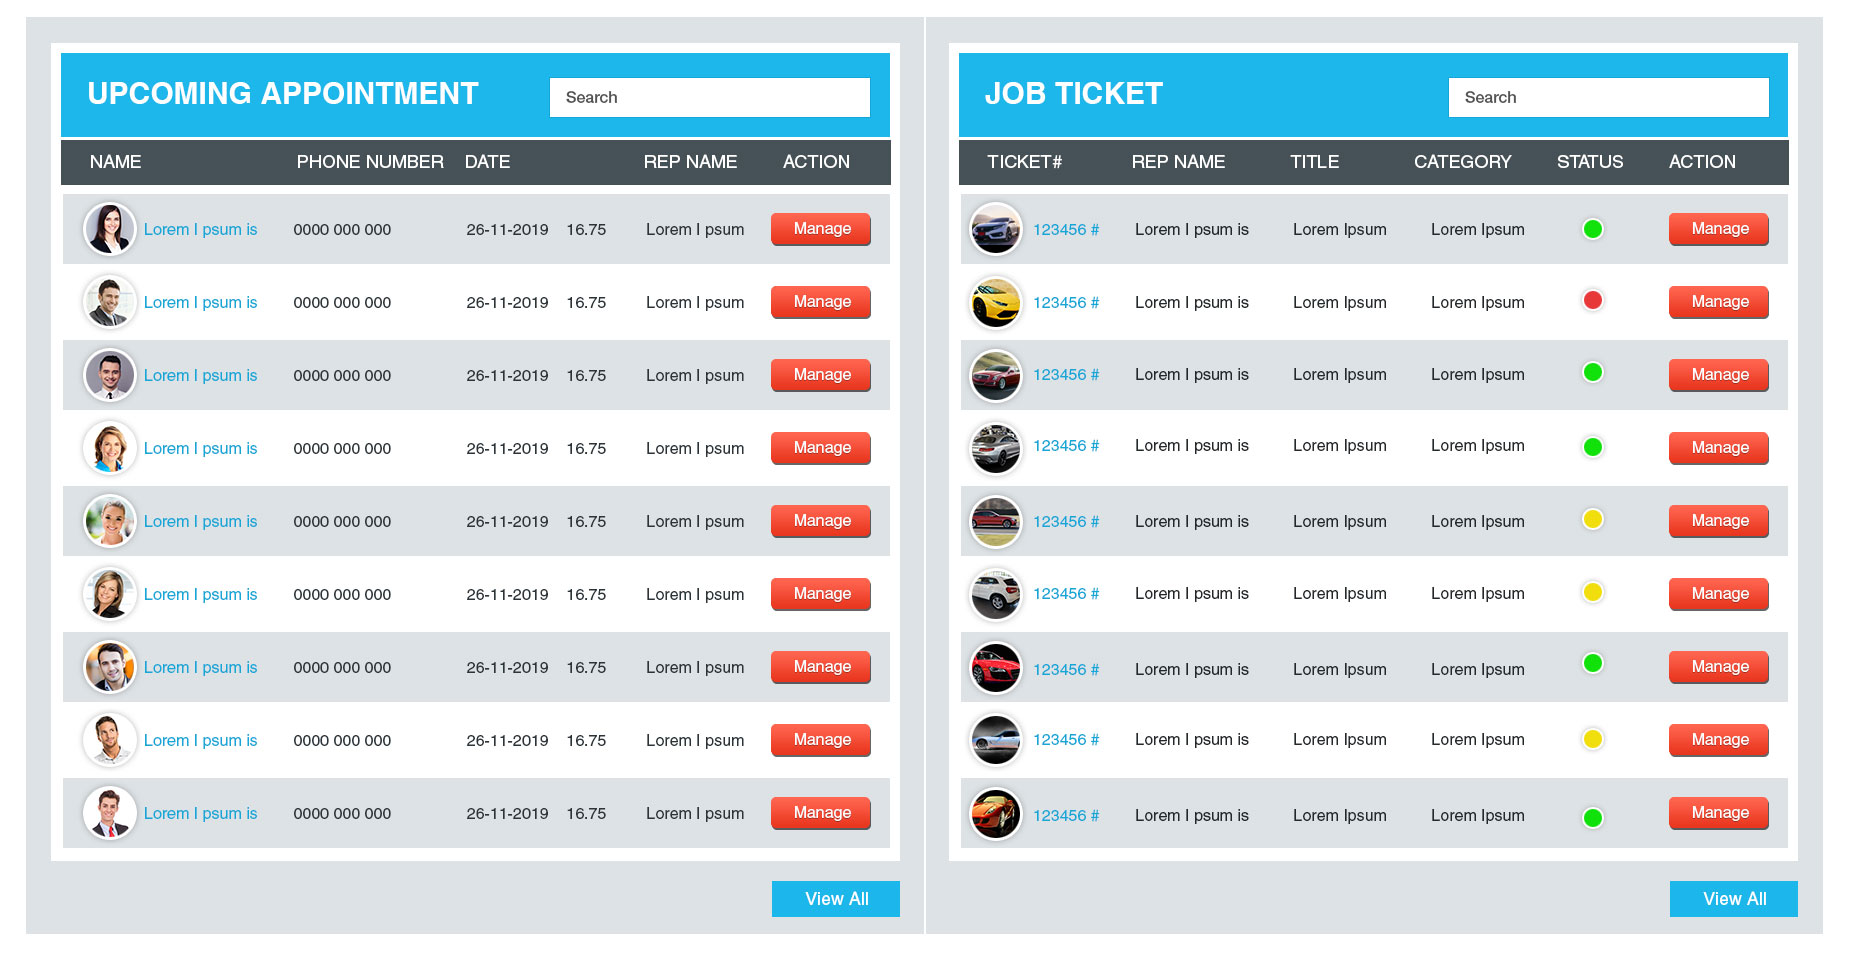 UPCOMING APPOINTMENT Search
NAME PHONE NUMBER DATE REP NAME ACTION
Lorem I psum is 0000 000 000 26-11-2019 16.75 Lorem I psum Manage
Lorem I psum is 0000 000 000 26-11-2019 16.75 Lorem I psum Manage
Lorem I psum is 0000 000 000 26-11-2019 16.75 Lorem I psum Manage
Lorem I psum is 0000 000 000 26-11-2019 16.75 Lorem I psum Manage
Lorem I psum is 0000 000 000 26-11-2019 16.75 Lorem I psum Manage
Lorem I psum is 0000 000 000 26-11-2019 16.75 Lorem I psum Manage
Lorem I psum is 0000 000 000 26-11-2019 16.75 Lorem I psum Manage
Lorem I psum is 0000 000 000 26-11-2019 16.75 Lorem I psum Manage
Lorem I psum is 0000 000 000 26-11-2019 16.75 Lorem I psum Manage
View All
JOB TICKET Search
TICKET# REP NAME TITLE CATEGORY STATUS ACTION
123456 # Lorem I psum is Lorem Ipsum Lorem Ipsum Manage
123456 # Lorem I psum is Lorem Ipsum Lorem Ipsum Manage
123456 # Lorem I psum is Lorem Ipsum Lorem Ipsum Manage
123456 # Lorem I psum is Lorem Ipsum Lorem Ipsum Manage
123456 # Lorem I psum is Lorem Ipsum Lorem Ipsum Manage
123456 # Lorem I psum is Lorem Ipsum Lorem Ipsum Manage
123456 # Lorem I psum is Lorem Ipsum Lorem Ipsum Manage
123456 # Lorem I psum is Lorem Ipsum Lorem Ipsum Manage
123456 # Lorem I psum is Lorem Ipsum Lorem Ipsum Manage
View All